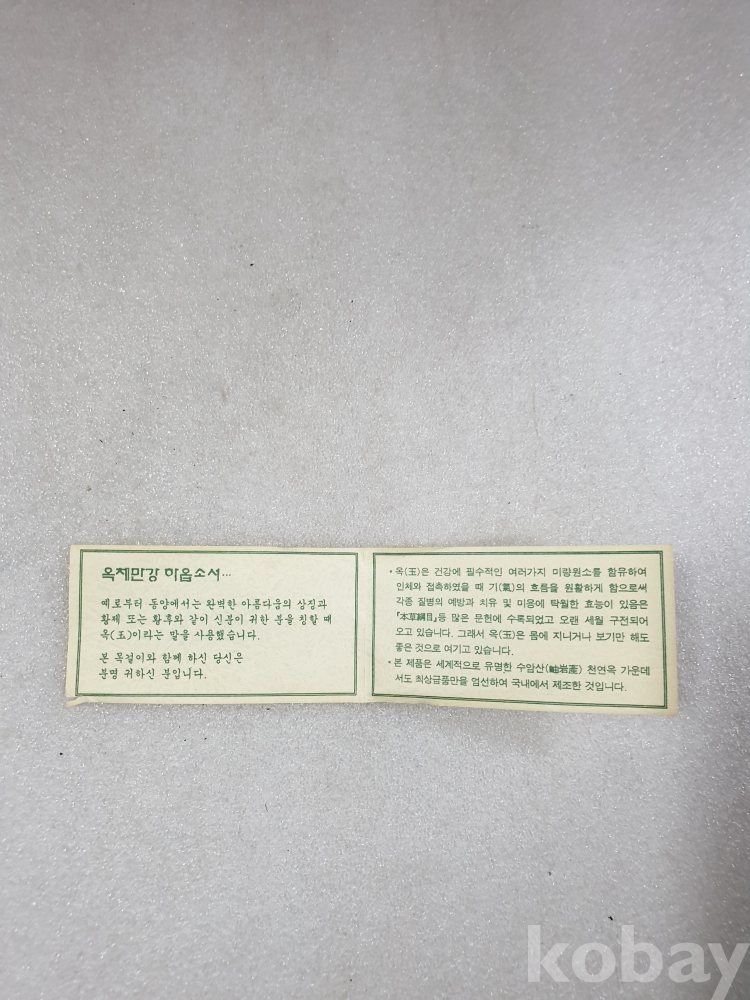 옥체만강 하옵소서...
예로부터 동양에서는 완벽한 아름다움의 상징과
황제 또는 황후와 같이 신분이 귀한 분을 칭할 때
옥(玉)이라는 말을 사용했습니다.
본 목걸이와 함께 하신 당신은
분명 귀하신 분입니다.
• 옥(玉)은 건강에 필수적인 여러가지 미량원소를 함유하여
인체와 접촉하였을 때 기(氣)의 흐름을 원활하게 함으로써
각종 질병의 예방과 치유 및 미용에 탁월한 효능이 있음은
「本草綱目」등 많은 문헌에 수록되었고 오랜 세월 구전되어
오고 있습니다. 그래서 옥(玉)은 몸에 지니거나 보기만 해도
좋은 것으로 여기고 있습니다.
• 본 제품은 세계적으로 유명한 수암산(岫岩産) 천연옥 가운데
서도 최상금품만을 엄선하여 국내에서 제조한 것입니다.
kobay